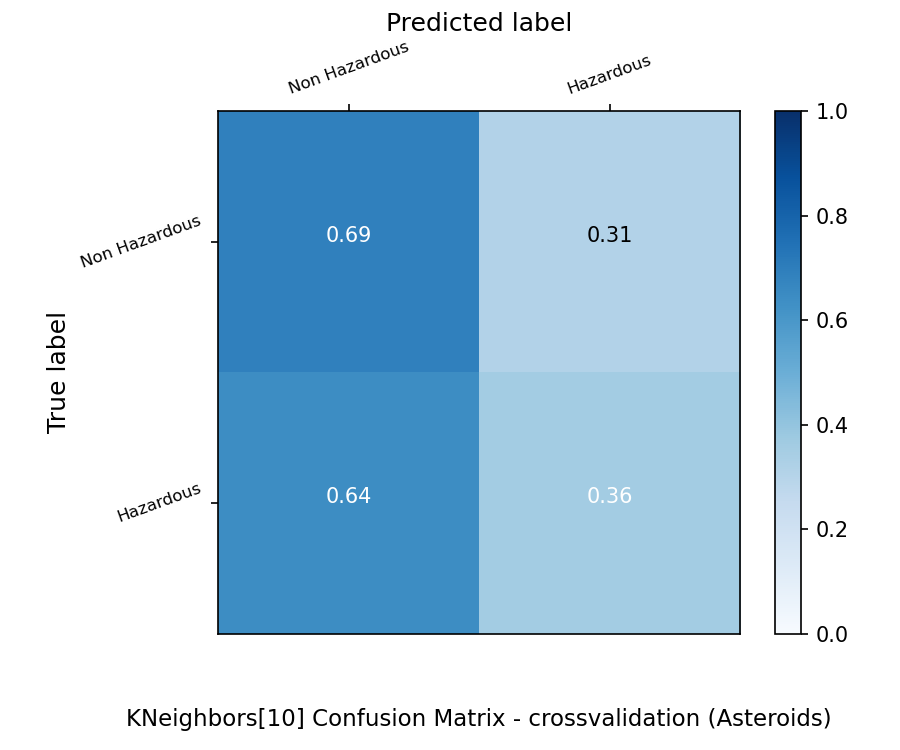 Predicted label
Non Hazardous
Hazardous
1.0
Non Hazardous
0.69
0.31
0.8
0.6
True label
0.4
Hazardous
0.64
0.36
0.2
0.0
KNeighbors[10] Confusion Matrix - crossvalidation (Asteroids)